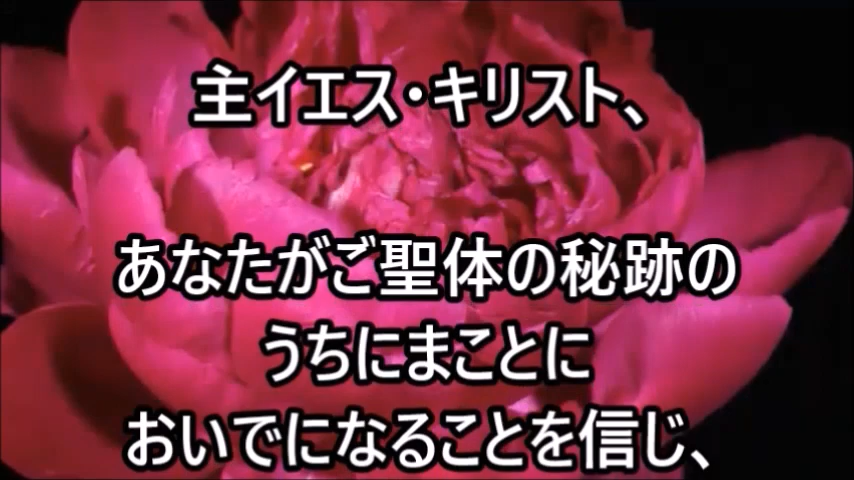 主イエス・キリスト、
あなたがご聖体の秘跡の
うちにまことに
おいでになることを信じ、